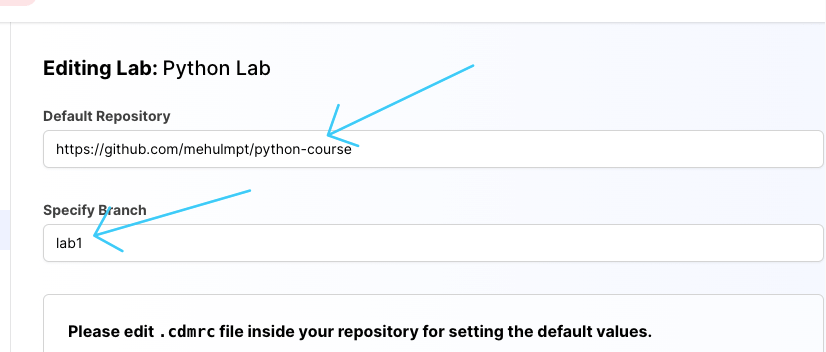 Editing Lab: Python Lab
Default Repository
https://github.com/mehulmpt/python-course
Specify Branch
lab1
Please edit .cdmrc file inside your repository for setting the default values.